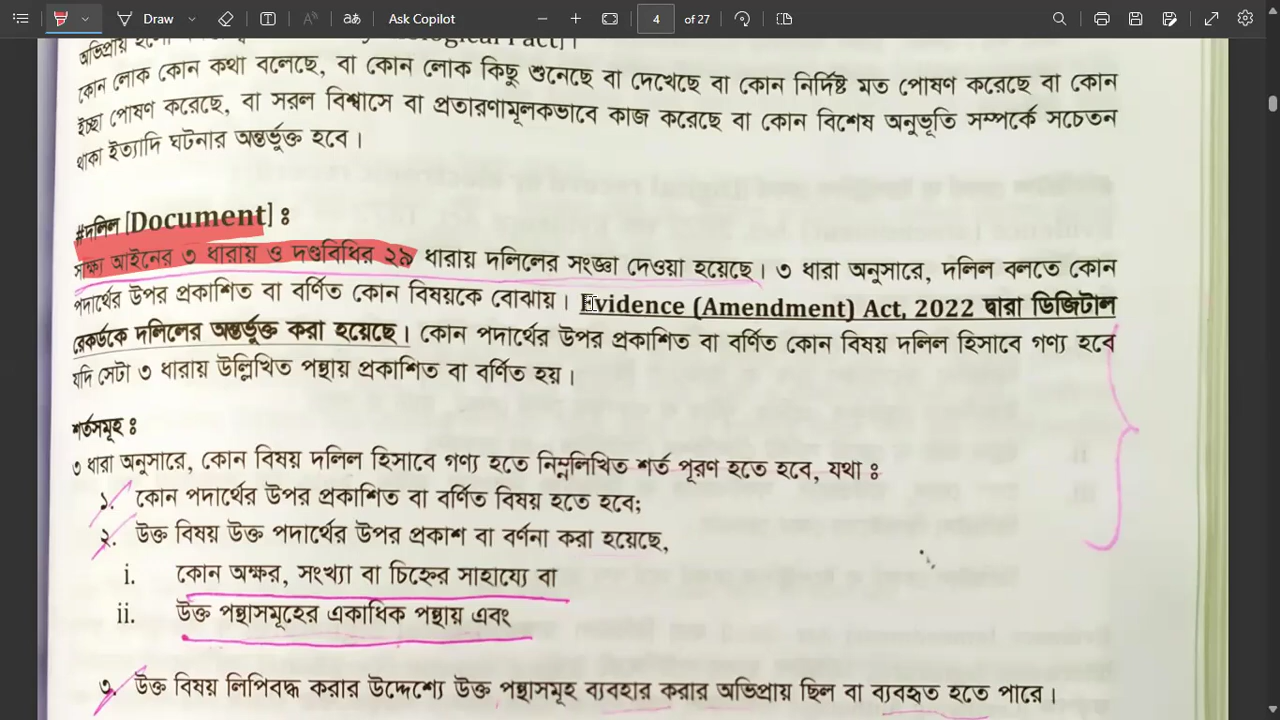 Draw
Ask Copilot
4 of 27
কোন লোক কোন কথা বলেছে, বা কোন লোক কিছু শুনেছে বা দেখেছে বা কোন নির্দিষ্ট মত পোষণ করেছে বা কোন
ইচ্ছা পোষণ করেছে, বা সরল বিশ্বাসে বা প্রতারণামূলকভাবে কাজ করেছে বা কোন বিশেষ অনুভূতি সম্পর্কে সচেতন
থাকা ইত্যাদি ঘটনার অন্তর্ভুক্ত হবে।
#দলিল [Document] ঃ
সাক্ষ্য আইনের ৩ ধারায় ও দণ্ডবিধির ২৯ ধারায় দলিলের সংজ্ঞা দেওয়া হয়েছে। ৩ ধারা অনুসারে, দলিল বলতে কোন
পদার্থের উপর প্রকাশিত বা বর্ণিত কোন বিষয়কে বোঝায়। Evidence (Amendment) Act, 2022 দ্বারা ডিজিটাল
রেকর্ডকে দলিলের অন্তর্ভুক্ত করা হয়েছে। কোন পদার্থের উপর প্রকাশিত বা বর্ণিত কোন বিষয় দলিল হিসাবে গণ্য হবে
যদি সেটা ৩ ধারায় উল্লিখিত পন্থায় প্রকাশিত বা বর্ণিত হয়।
শর্তসমূহ ঃ
৩ ধারা অনুসারে, কোন বিষয় দলিল হিসাবে গণ্য হতে নিম্নলিখিত শর্ত পূরণ হতে হবে, যথা ঃ
১. কোন পদার্থের উপর প্রকাশিত বা বর্ণিত বিষয় হতে হবে;
২. উক্ত বিষয় উক্ত পদার্থের উপর প্রকাশ বা বর্ণনা করা হয়েছে,
i. কোন অক্ষর, সংখ্যা বা চিহ্নের সাহায্যে বা
ii. উক্ত পন্থাসমূহের একাধিক পন্থায় এবং
৩. উক্ত বিষয় লিপিবদ্ধ করার উদ্দেশ্যে উক্ত পন্থাসমূহ ব্যবহার করার অভিপ্রায় ছিল বা ব্যবহৃত হতে পারে।